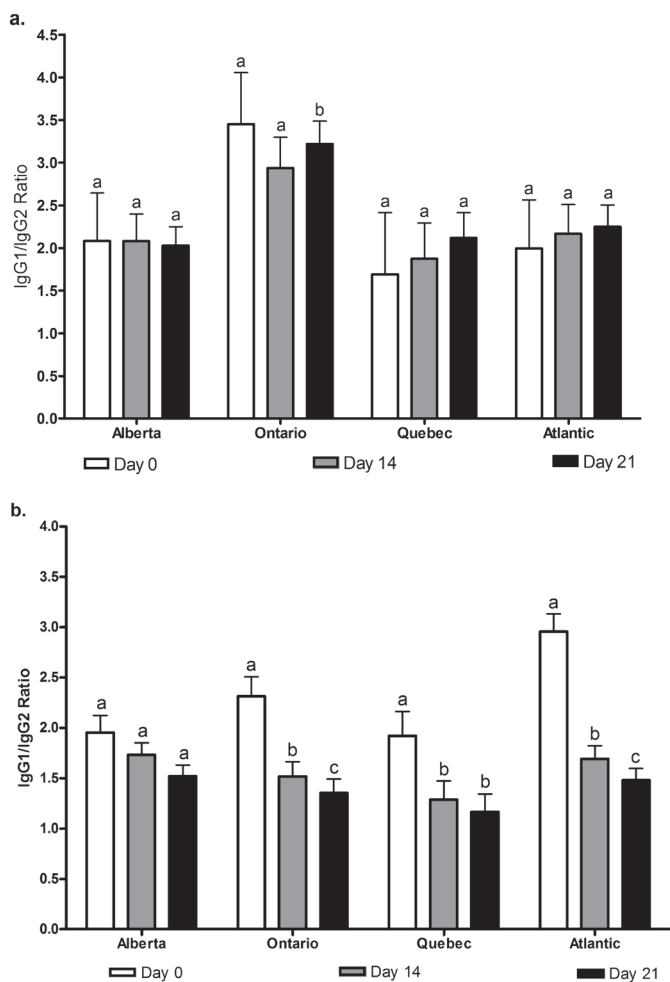 a.
4.5
4.0
3.5
3.0
2.5
2.0
1.5
1.0
0.5
0.0
IgG1/IgG2 Ratio
a a a a a b a a a a a a
Alberta Ontario Quebec Atlantic
Day 0 Day 14 Day 21
b.
4.0
3.5
3.0
2.5
2.0
1.5
1.0
0.5
0.0
IgG1/IgG2 Ratio
a a a a b c a b b a b c
Alberta Ontario Quebec Atlantic
Day 0 Day 14 Day 21